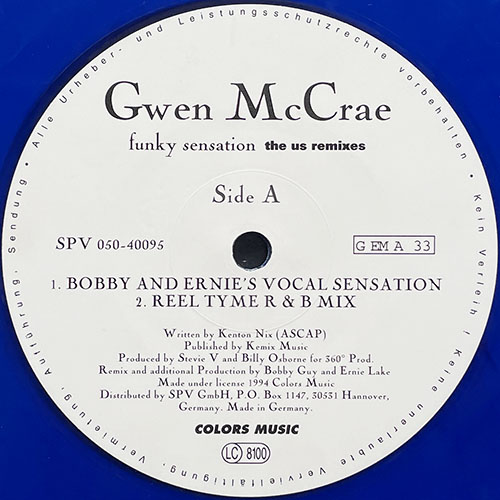 Alle Urheber- und Leistungsschutzrechte vorbehalten • Kein Verleih! Keine unerlaubte Vervielfältigung, Vermietung, Aufführung, Sendung •
Gwen McCrae
funky sensation the us remixes
Side A
SPV 050-40095
GEMA 33
1. BOBBY AND ERNIE'S VOCAL SENSATION
2. REEL TYME R & B MIX
Written by Kenton Nix (ASCAP)
Published by Kemix Music
Produced by Stevie V and Billy Osborne for 360° Prod.
Remix and additional Production by Bobby Guy and Ernie Lake
Made under license 1994 Colors Music
Distributed by SPV GmbH, P.O. Box 1147, 30531 Hannover,
Germany. Made in Germany.
COLORS MUSIC
LC 8100